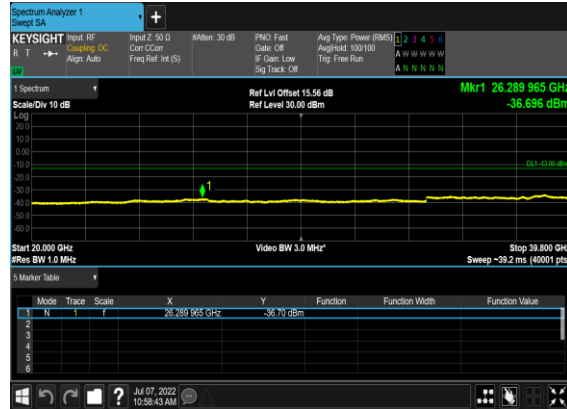 Spectrum Analyzer 1
Swept SA
+
KEYSIGHT Input: RF Input Z: 50 Ω #Atten: 30 dB PNO: Fast Avg Type: Power (RMS) 1 2 3 4 5 6
R T Coupling: DC Corr CCorr Gate: Off Avg|Hold: 100/100 A W W W W W
Align: Auto Freq Ref: Int (S) IF Gain: Low Trig: Free Run
Sig Track: Off A N N N N N
1 Spectrum Ref Lvl Offset 15.56 dB Mkr1 26.289 965 GHz
Scale/Div 10 dB Ref Level 30.00 dBm -36.696 dBm
Log
20.0
10.0
0.00
-10.0
DL1 -13.00 dBm
-20.0
1
-30.0
-40.0
-50.0
-60.0
Start 20.000 GHz Video BW 3.0 MHz* Stop 39.800 GHz
#Res BW 1.0 MHz Sweep ~39.2 ms (40001 pts)
5 Marker Table
Mode Trace Scale X Y Function Function Width Function Value
1 N 1 f 26.289 965 GHz -36.70 dBm
2
3
4
5
6
? Jul 07, 2022
10:58:43 AM